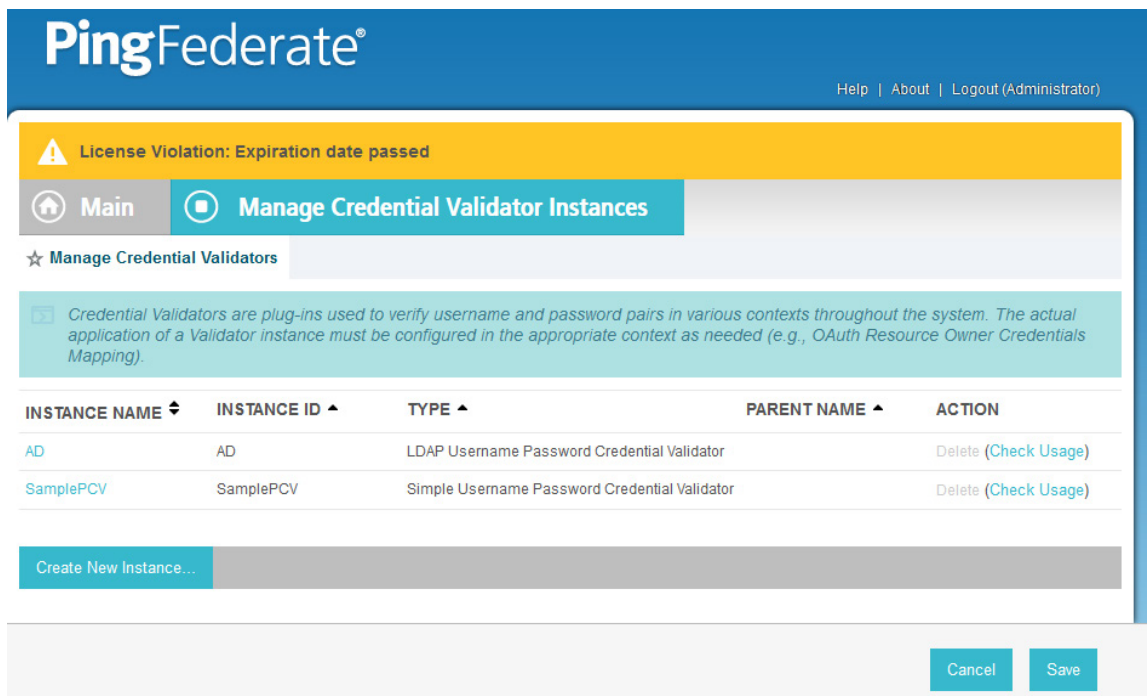 PingFederate®
Help | About | Logout (Administrator)
License Violation: Expiration date passed
Main
Manage Credential Validator Instances
Manage Credential Validators
Credential Validators are plug-ins used to verify username and password pairs in various contexts throughout the system. The actual
application of a Validator instance must be configured in the appropriate context as needed (e.g., OAuth Resource Owner Credentials
Mapping).
INSTANCE NAME INSTANCE ID TYPE PARENT NAME ACTION
AD AD LDAP Username Password Credential Validator Delete (Check Usage)
SamplePCV SamplePCV Simple Username Password Credential Validator Delete (Check Usage)
Create New Instance...
Cancel Save